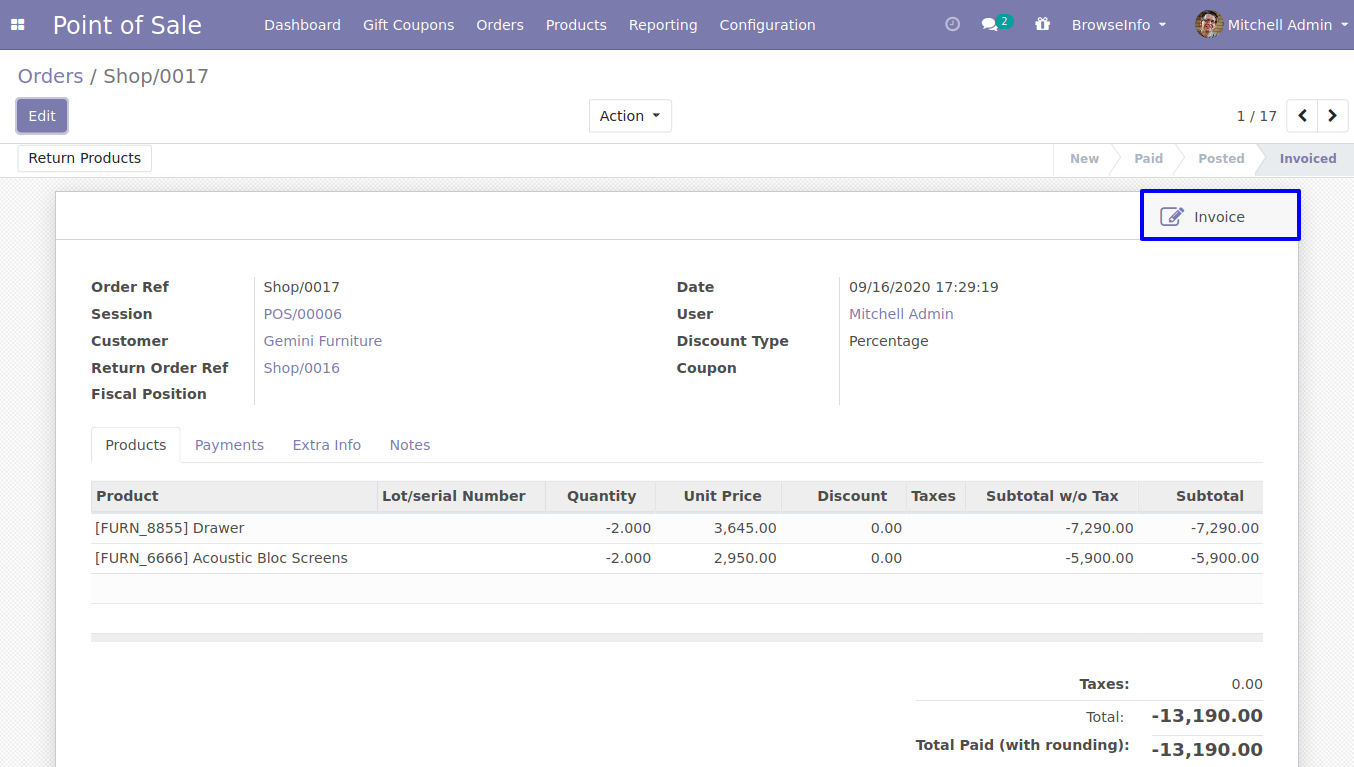 Point of Sale Dashboard Gift Coupons Orders Products Reporting Configuration 2 BrowseInfo Mitchell Admin
Orders / Shop/0017
Edit Action 1 / 17
Return Products New Paid Posted Invoiced
Invoice
Order Ref Shop/0017 Date 09/16/2020 17:29:19
Session POS/00006 User Mitchell Admin
Customer Gemini Furniture Discount Type Percentage
Return Order Ref Shop/0016 Coupon
Fiscal Position
Products Payments Extra Info Notes
Product Lot/serial Number Quantity Unit Price Discount Taxes Subtotal w/o Tax Subtotal
[FURN_8855] Drawer -2.000 3,645.00 0.00 -7,290.00 -7,290.00
[FURN_6666] Acoustic Bloc Screens -2.000 2,950.00 0.00 -5,900.00 -5,900.00
Taxes: 0.00
Total: -13,190.00
Total Paid (with rounding): -13,190.00